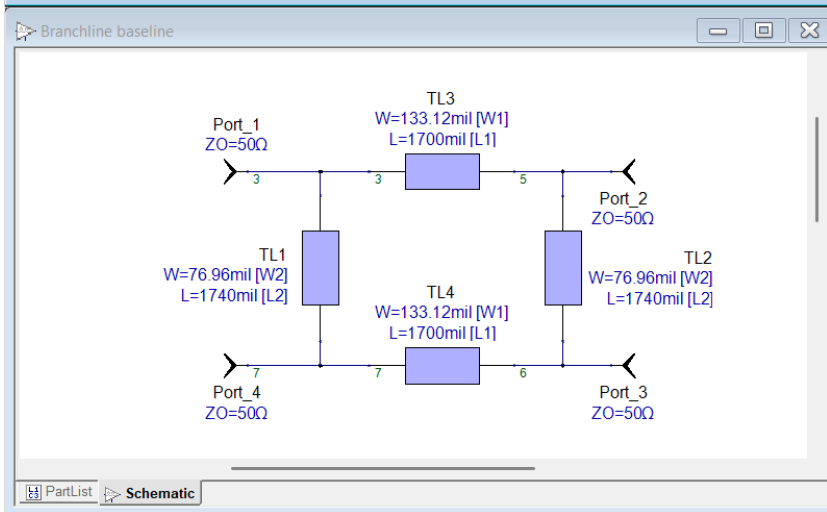 Branchline baseline
TL3
W=133.12mil [W1]
L=1700mil [L1]
Port_1
ZO=50Ω
3
3
5
Port_2
ZO=50Ω
TL1
W=76.96mil [W2]
L=1740mil [L2]
TL2
W=76.96mil [W2]
L=1740mil [L2]
TL4
W=133.12mil [W1]
L=1700mil [L1]
7
7
6
Port_4
ZO=50Ω
Port_3
ZO=50Ω
PartList
Schematic